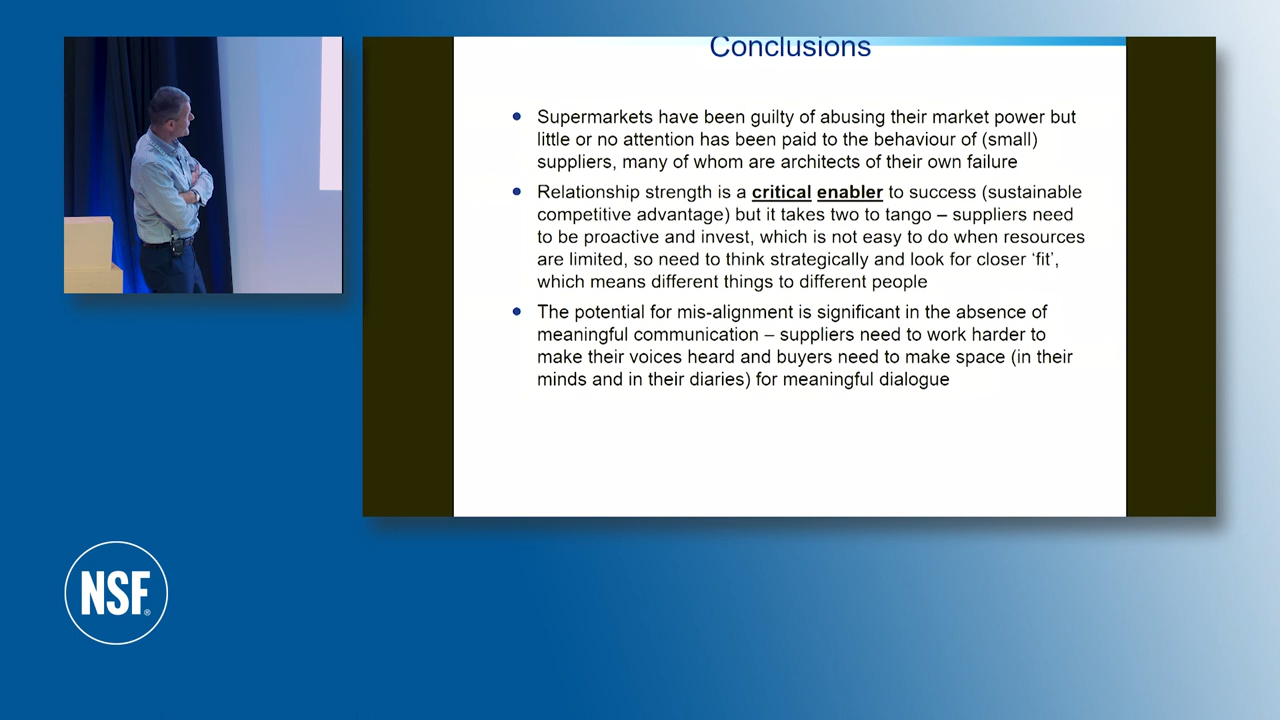 Conclusions
Supermarkets have been guilty of abusing their market power but
little or no attention has been paid to the behaviour of (small)
suppliers, many of whom are architects of their own failure
Relationship strength is a critical enabler to success (sustainable
competitive advantage) but it takes two to tango – suppliers need
to be proactive and invest, which is not easy to do when resources
are limited, so need to think strategically and look for closer ‘fit’,
which means different things to different people
The potential for mis-alignment is significant in the absence of
meaningful communication – suppliers need to work harder to
make their voices heard and buyers need to make space (in their
minds and in their diaries) for meaningful dialogue
NSF®